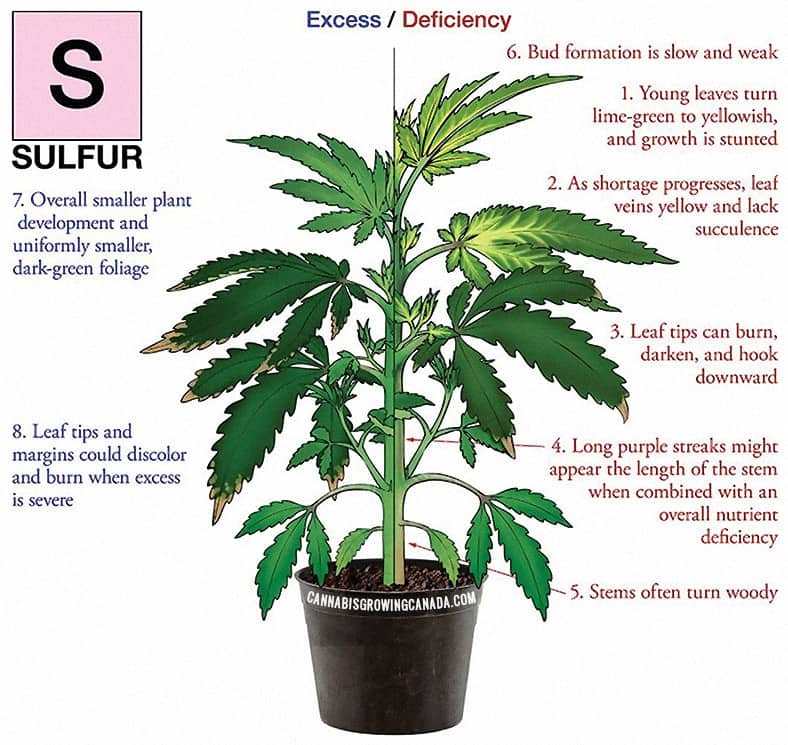 Excess / Deficiency
S
SULFUR
6. Bud formation is slow and weak
1. Young leaves turn
lime-green to yellowish,
and growth is stunted
2. As shortage progresses, leaf
veins yellow and lack
succulence
7. Overall smaller plant
development and
uniformly smaller,
dark-green foliage
3. Leaf tips can burn,
darken, and hook
downward
8. Leaf tips and
margins could discolor
and burn when excess
is severe
4. Long purple streaks might
appear the length of the stem
when combined with an
overall nutrient
deficiency
5. Stems often turn woody
CANNABISGROWINGCANADA.COM